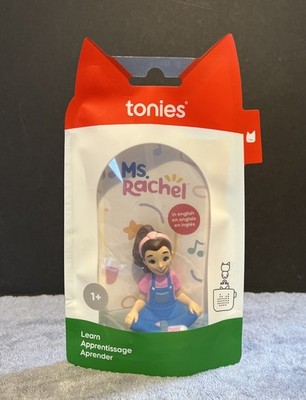 tonies®
Ms.
Rachel
in english
en anglais
en inglés
1+
Learn
Apprentissage
Aprender